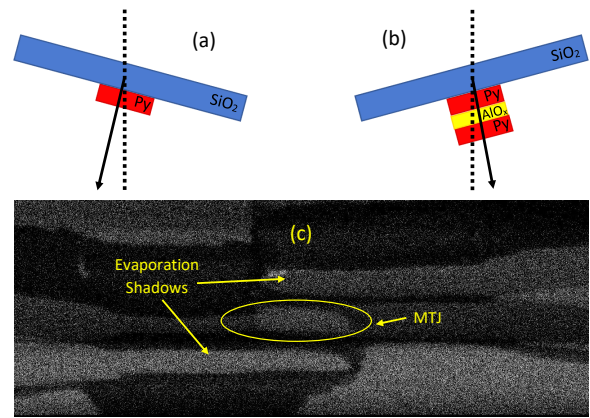 (a)
(b)
SiO₂
SiO₂
Py
Py
AlOₓ
Py
(c)
Evaporation
Shadows
MTJ